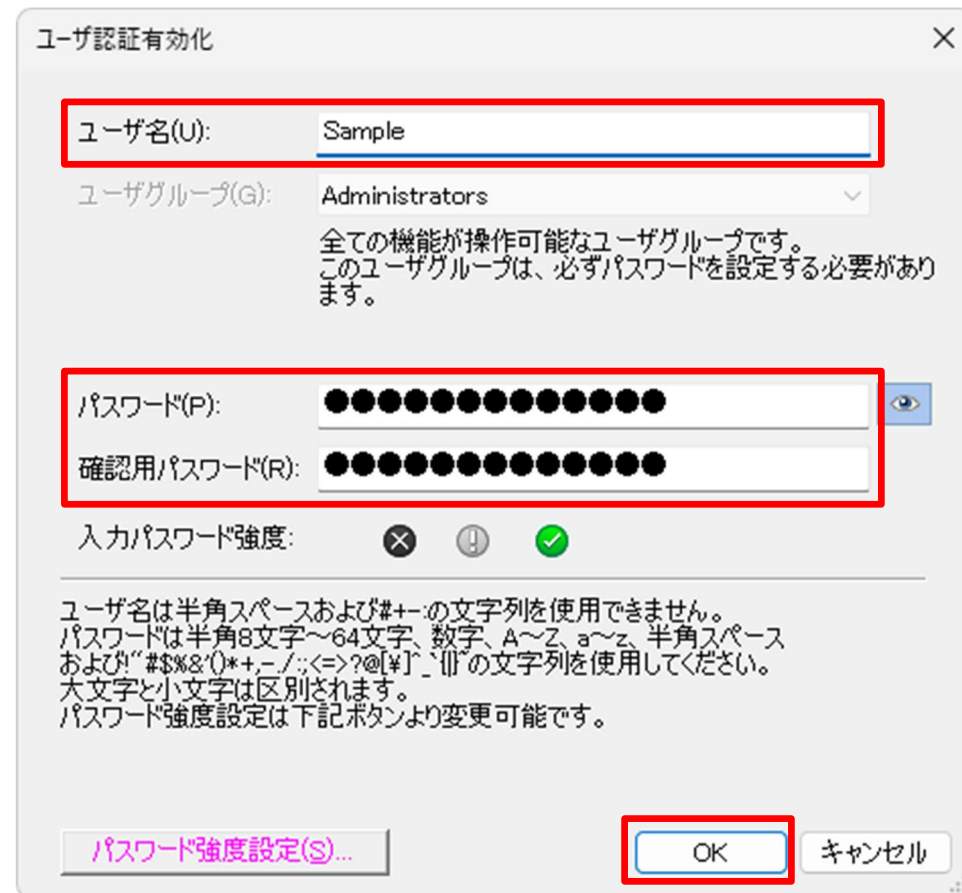 ユーザ認証有効化
ユーザ名(U): Sample
ユーザグループ(G): Administrators
全ての機能が操作可能なユーザグループです。
このユーザグループは、必ずパスワードを設定する必要があり
ます。
パスワード(P): ●●●●●●●●●●●●●
確認用パスワード(R): ●●●●●●●●●●●●●
入力パスワード強度:
ユーザ名は半角スペースおよび#+-:の文字列を使用できません。
パスワードは半角8文字～64文字、数字、A～Z、a～z、半角スペース
および!"#$%&'()*+,-./:;<=>?@[¥]^_`{|}~の文字列を使用してください。
大文字と小文字は区別されます。
パスワード強度設定は下記ボタンより変更可能です。
パスワード強度設定(S)... OK キャンセル